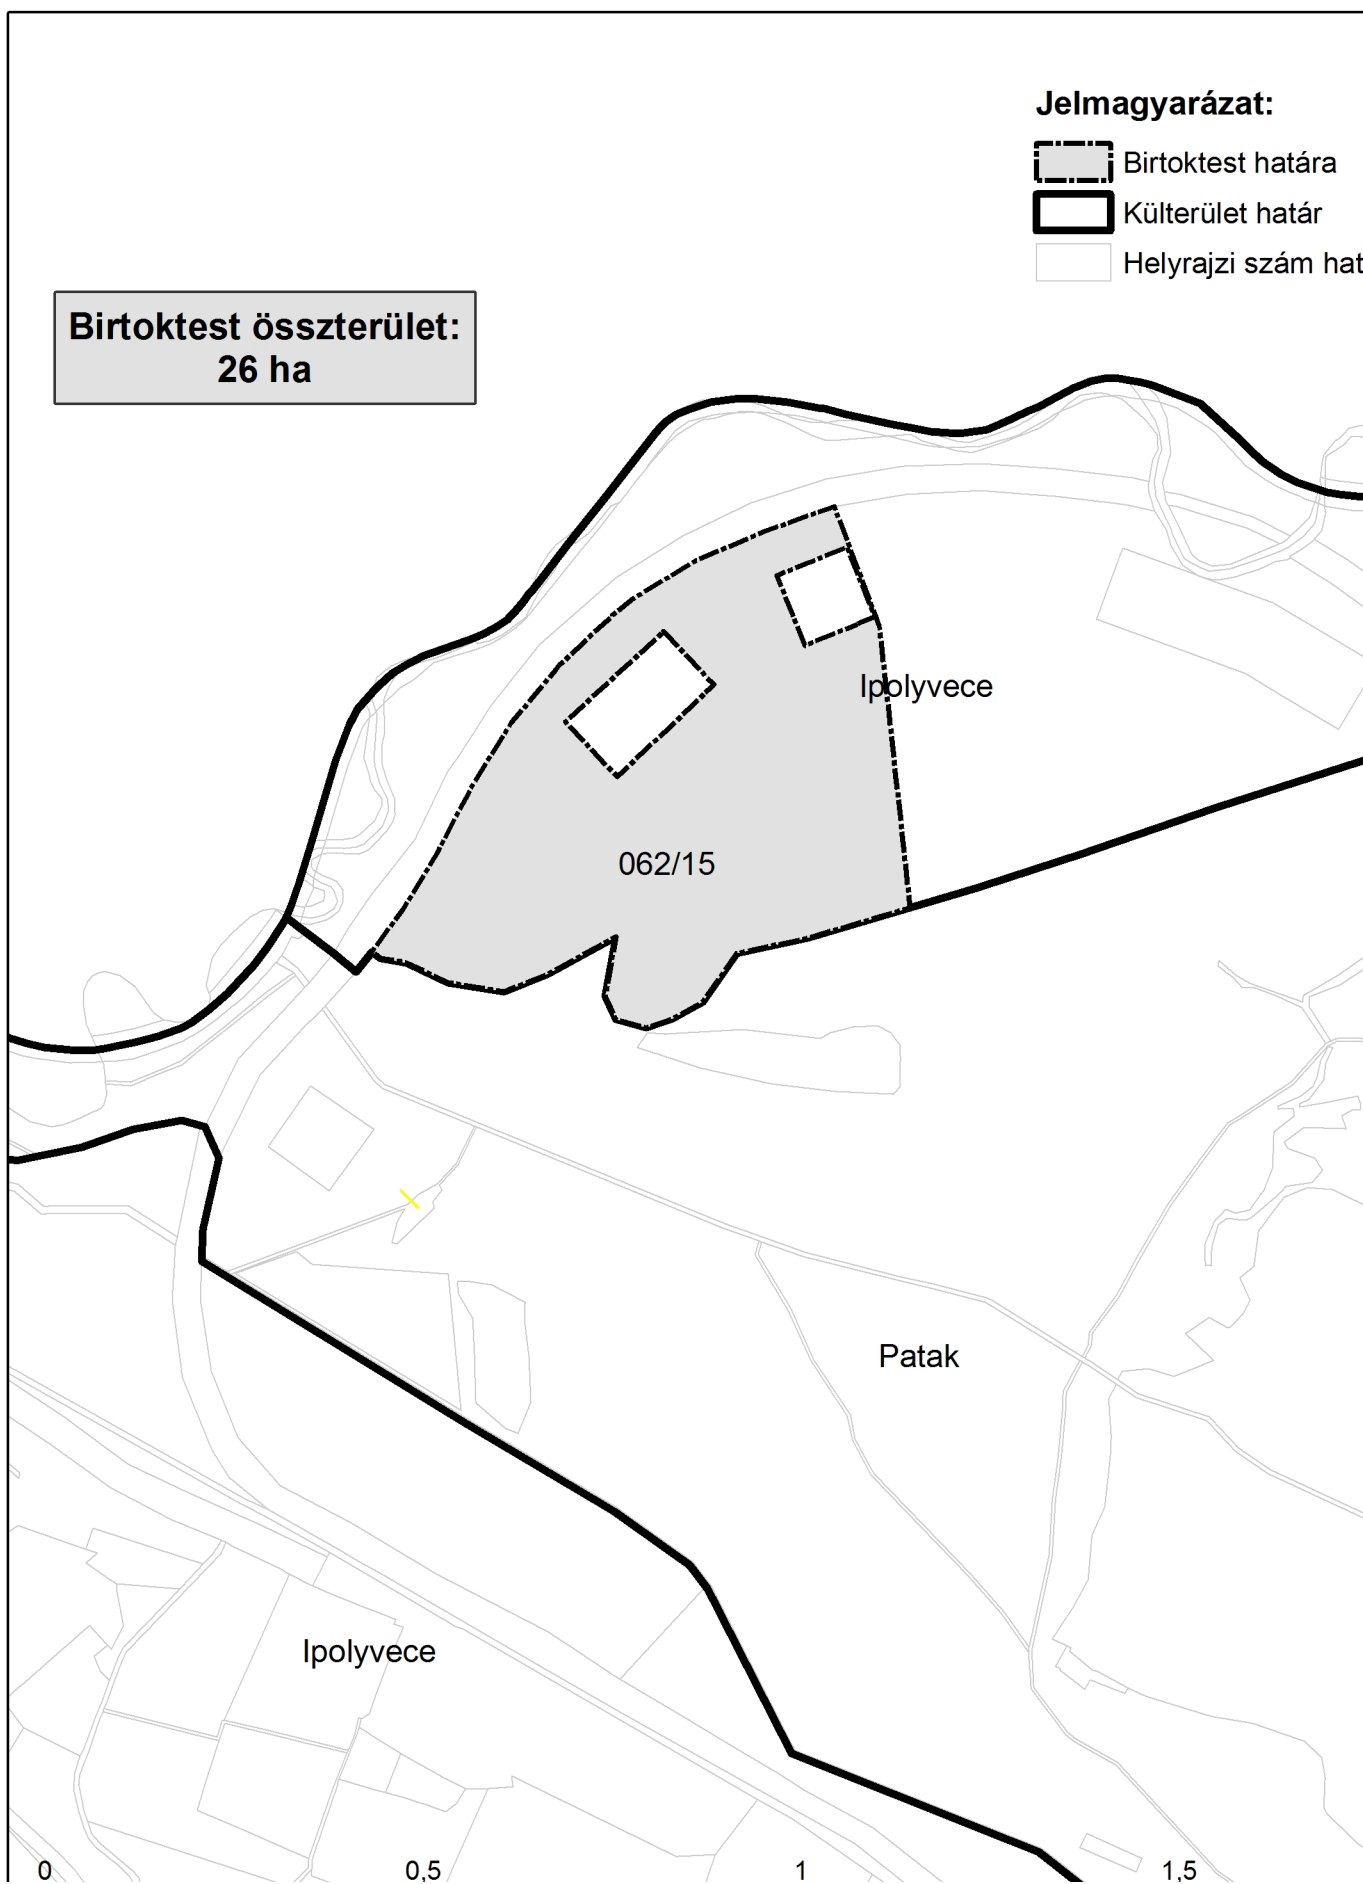 Jelmagyarázat:
Birtoktest határa
Külterület határ
Helyrajzi szám hat
Birtoktest összterület:
26 ha
Ipolyvece
062/15
Patak
Ipolyvece
0 0,5 1 1,5